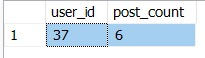 user_id post_count
1 37 6